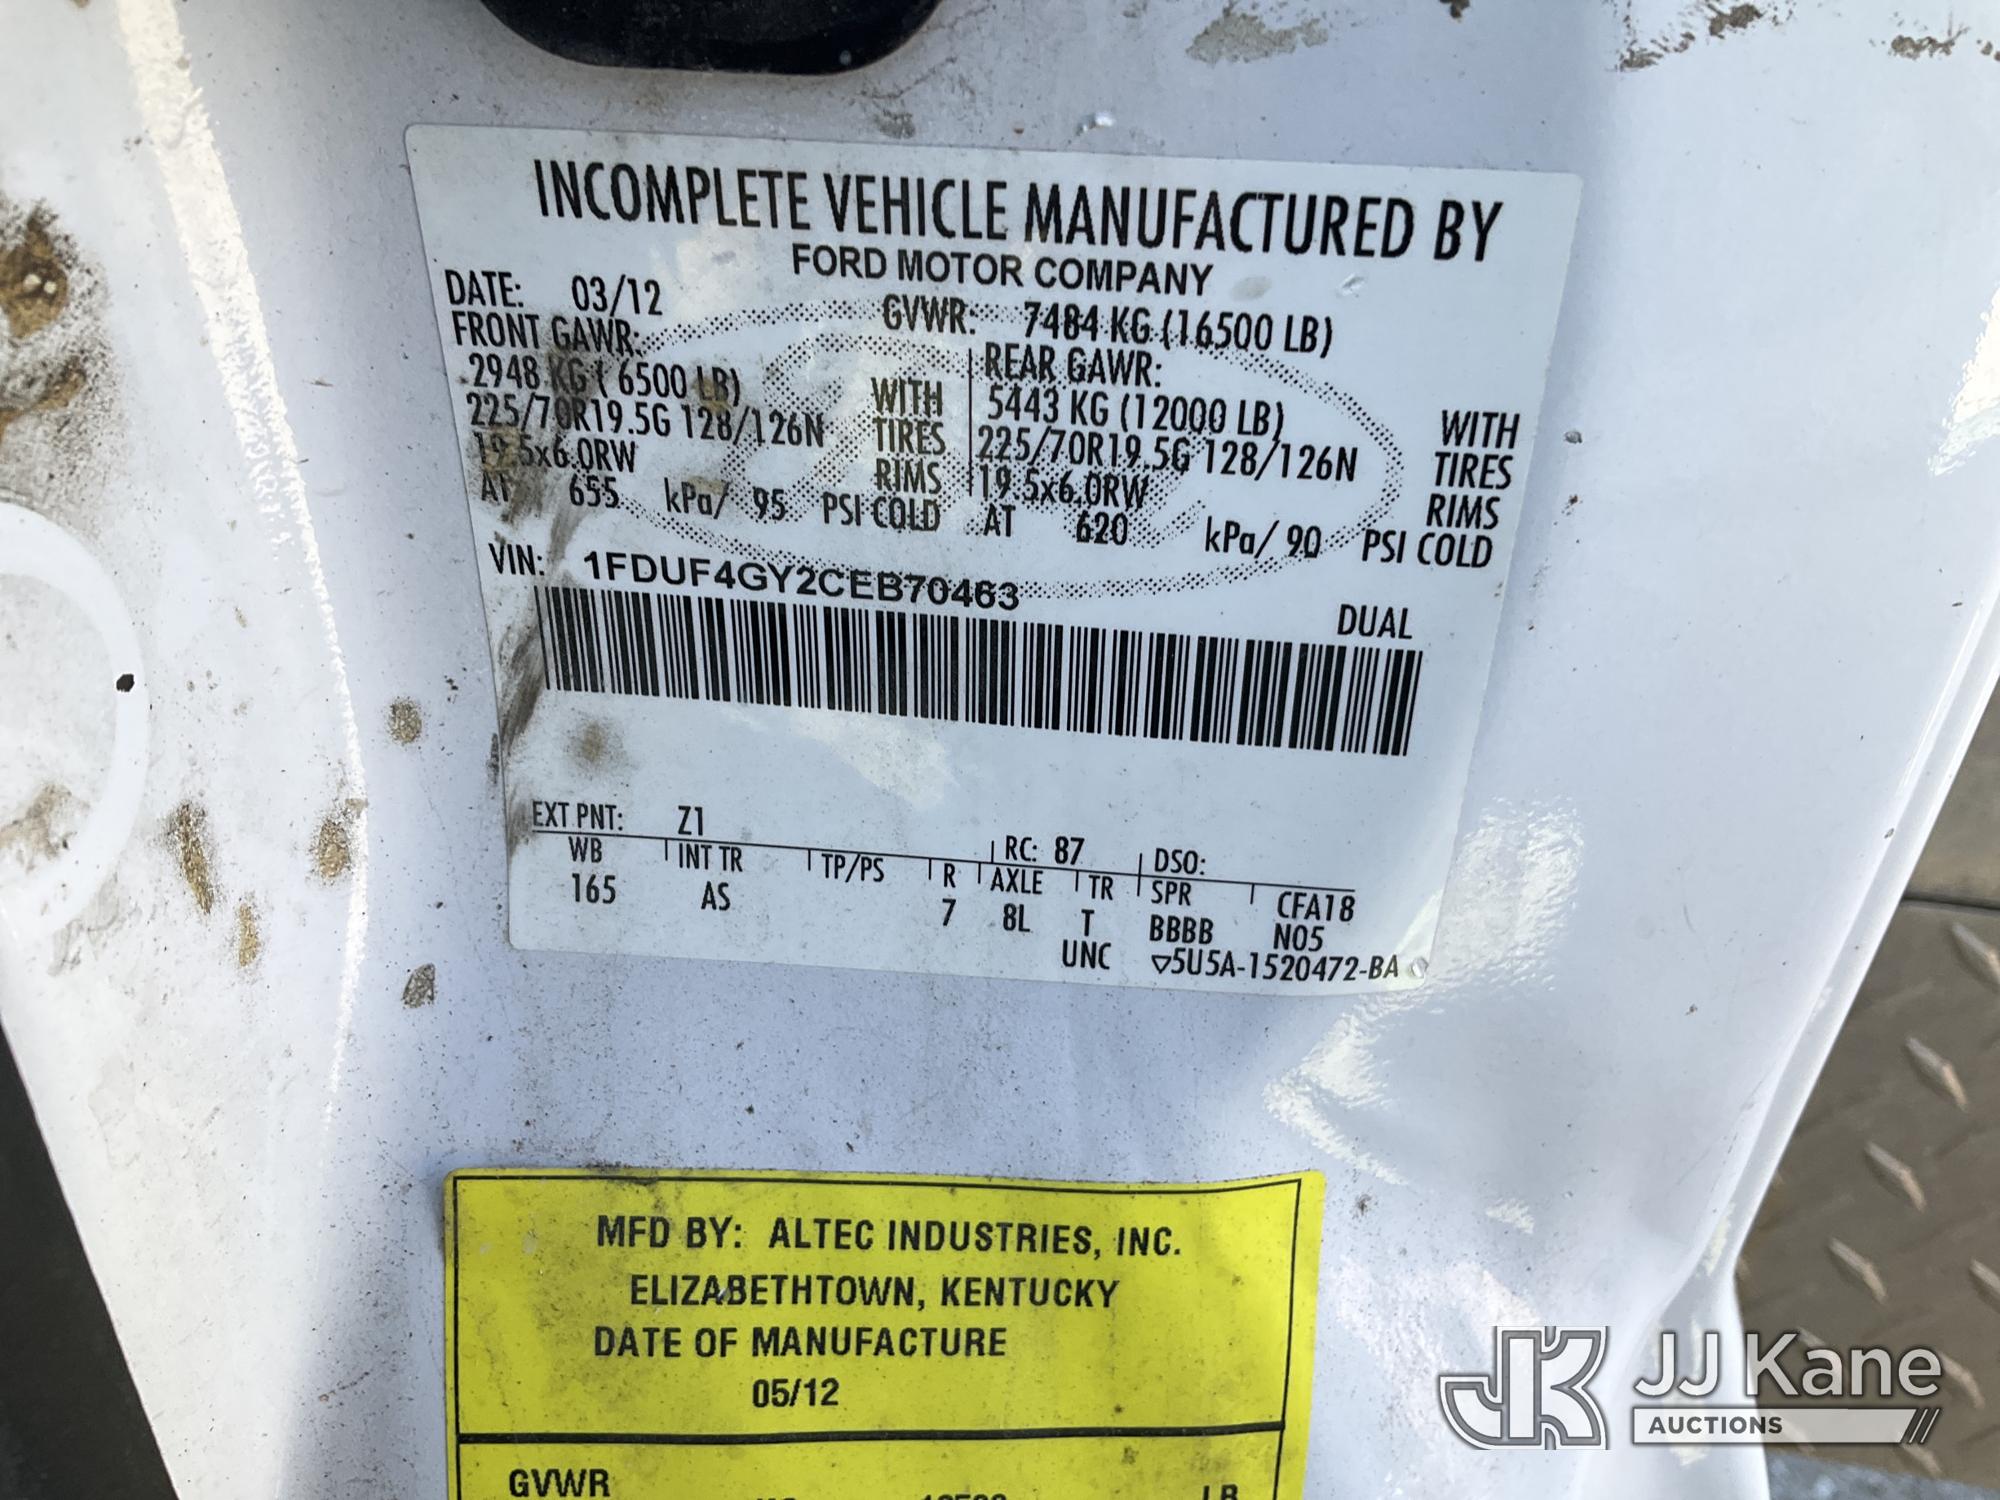 INCOMPLETE VEHICLE MANUFACTURED BY
FORD MOTOR COMPANY
DATE: 03/12 GVWR: 7484 KG (16500 LB)
FRONT GAWR: REAR GAWR:
2948 KG ( 6500 LB) WITH 5443 KG (12000 LB) WITH
225/70R19.5G 128/126N TIRES 225/70R19.5G 128/126N TIRES
19.5x6.0RW RIMS 19.5x6.0RW RIMS
AT 655 kPa/ 95 PSI COLD AT 620 kPa/ 90 PSI COLD
VIN: 1FDUF4GY2CEB70463
DUAL
EXT PNT: Z1 RC: 87 DSO:
WB INT TR TP/PS R AXLE TR SPR CFA18
165 AS 7 8L T BBBB N05
UNC ▽5U5A-1520472-BA
MFD BY: ALTEC INDUSTRIES, INC.
ELIZABETHTOWN, KENTUCKY
DATE OF MANUFACTURE
05/12
GVWR
LB
JK JJ Kane
AUCTIONS